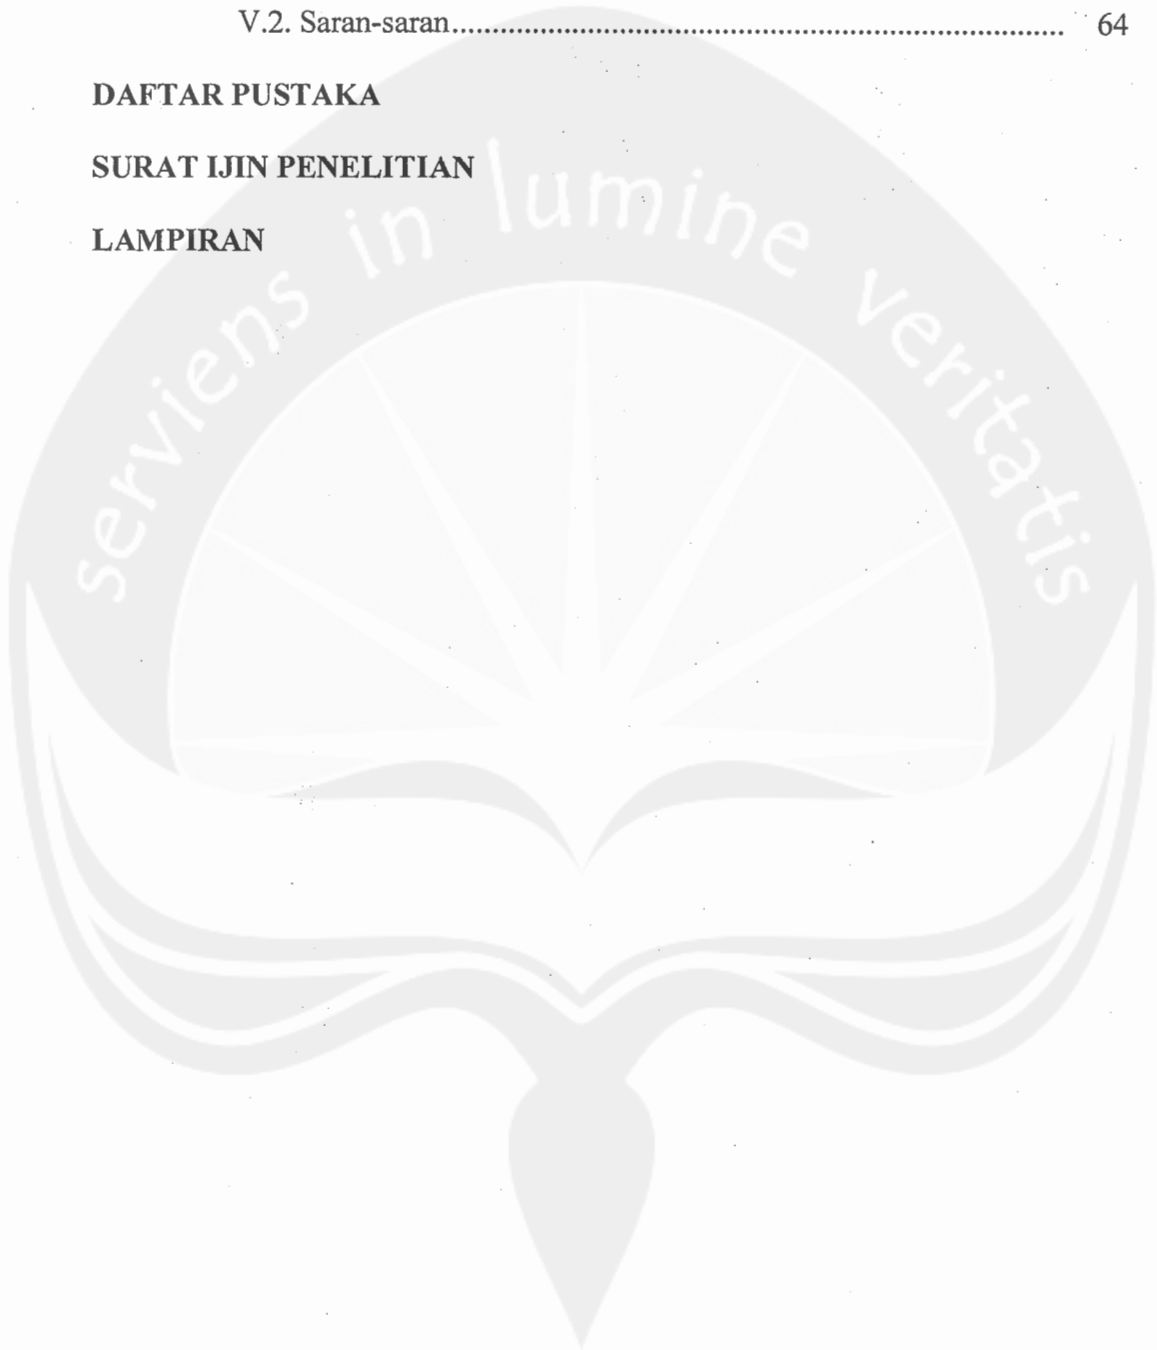 V.2. Saran-saran........................................................................... 64
DAFTAR PUSTAKA
SURAT IJIN PENELITIAN
LAMPIRAN
serviens in lumine veritatis